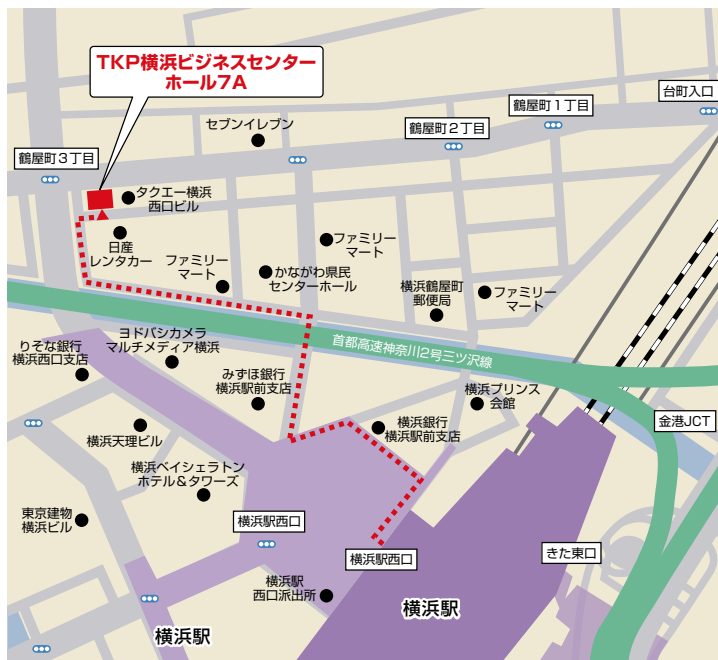 TKP横浜ビジネスセンター
ホール7A
台町入口
鶴屋町1丁目
鶴屋町2丁目
セブンイレブン
鶴屋町3丁目
タクエー横浜
西口ビル
日産
レンタカー
ファミリー
マート
ファミリー
マート
かながわ県民
センターホール
横浜鶴屋町
郵便局
ファミリー
マート
首都高速神奈川2号三ツ沢線
りそな銀行
横浜西口支店
ヨドバシカメラ
マルチメディア横浜
みずほ銀行
横浜駅前支店
横浜プリンス
会館
横浜銀行
横浜駅前支店
金港JCT
横浜天理ビル
横浜ベイシェラトン
ホテル&タワーズ
東京建物
横浜ビル
横浜駅西口
横浜駅西口
きた東口
横浜駅
西口派出所
横浜駅
横浜駅